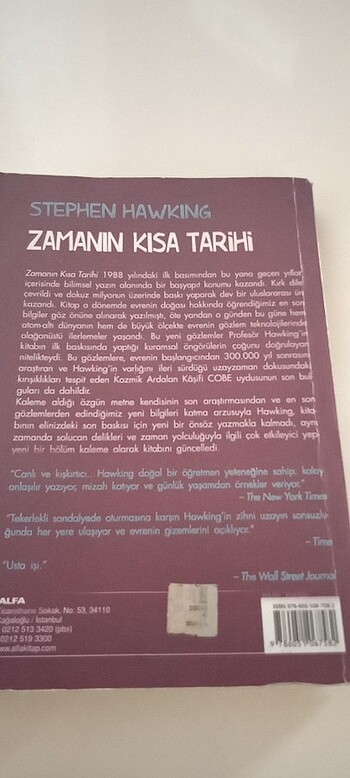 STEPHEN HAWKING
ZAMANIN KISA TARİHİ
Zamanın Kısa Tarihi 1988 yılındaki ilk basımından bu yana geçen yıllar
içerisinde bilimsel yazın alanında bir başyapıt konumu kazandı. Kırk dile
çevrildi ve dokuz milyonun üzerinde baskı yaparak dev bir uluslararası ün
kazandı. Kitap o dönemde evrenin doğası hakkında öğrendiğimiz en son
bilgiler göz önüne alınarak yazılmıştı, öte yandan o günden bu güne hem
atom-altı dünyanın hem de büyük ölçekte evrenin gözlem teknolojilerinde
olağanüstü ilerlemeler yaşandı. Bu yeni gözlemler Profesör Hawking'in
kitabın ilk baskısında yaptığı kuramsal öngörülerin çoğunu doğrulayan
nitelikteydi. Bu gözlemlere, evrenin başlangıcından 300.000 yıl sonrasını
araştıran ve Hawking'in varlığını ileri sürdüğü uzayzaman dokusundaki
kırışıklıkları tespit eden Kozmik Ardalan Kâşifi COBE uydusunun son bul-
guları da dahildir.
Kaleme aldığı özgün metne kendisinin son araştırmasından ve en son
gözlemlerden edindiğimiz yeni bilgileri katma arzusuyla Hawking, kita-
bının elinizdeki son baskısı için yeni bir önsöz yazmakla kalmadı, aynı
zamanda solucan delikleri ve zaman yolculuğuyla ilgili çok etkileyici yep-
yeni bir bölüm kaleme alarak kitabını güncelledi.
"Canlı ve kışkırtıcı... Hawking doğal bir öğretmen yeteneğine sahip: kolay
anlaşılır yazıyor, mizahı katıyor ve günlük yaşamdan örnekler veriyor."
– The New York Times
"Tekerlekli sandalyede oturmasına karşın Hawking'in zihni uzayın sonsuzlu-
ğunda her yere ulaşıyor ve evrenin gizemlerini açıklıyor."
– Time
"Usta işi."
– The Wall Street Journal
ALFA
Ticarethane Sokak, No: 53, 34110
Cağaloğlu / İstanbul
0212 513 3420 (pbx)
0212 519 3300
www.alfakitap.com
9 786051 067582